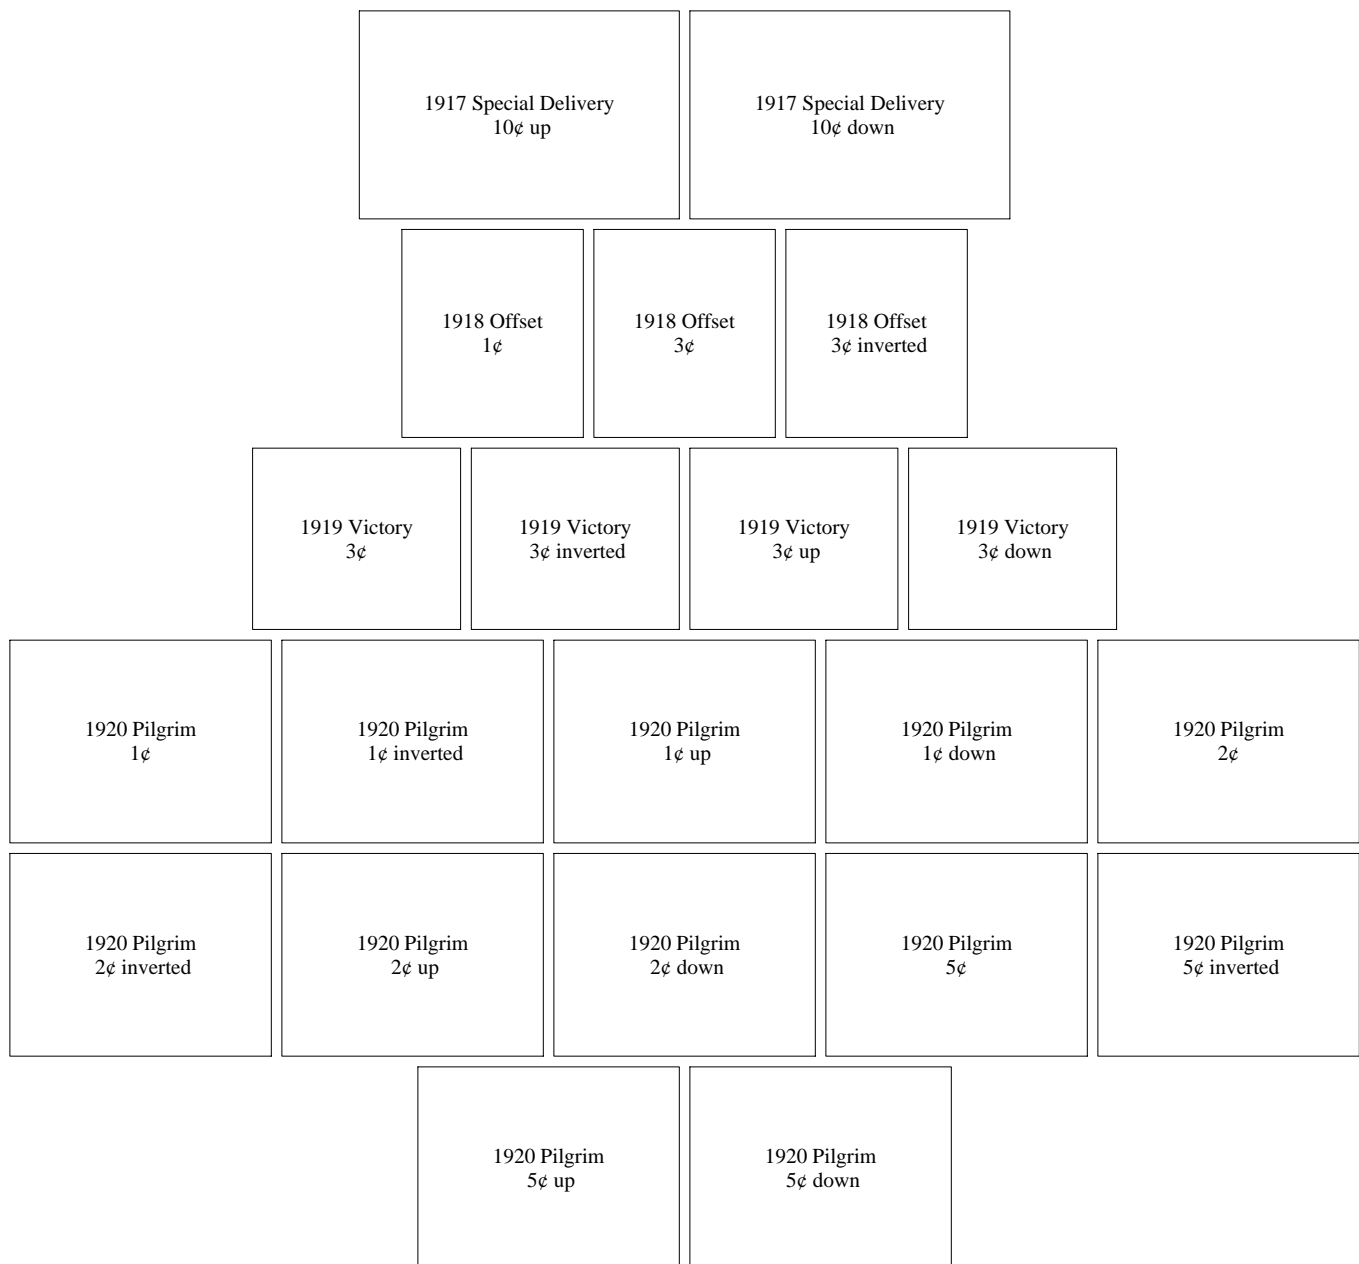 1917 Special Delivery
10¢ up
1917 Special Delivery
10¢ down
1918 Offset
1¢
1918 Offset
3¢
1918 Offset
3¢ inverted
1919 Victory
3¢
1919 Victory
3¢ inverted
1919 Victory
3¢ up
1919 Victory
3¢ down
1920 Pilgrim
1¢
1920 Pilgrim
1¢ inverted
1920 Pilgrim
1¢ up
1920 Pilgrim
1¢ down
1920 Pilgrim
2¢
1920 Pilgrim
2¢ inverted
1920 Pilgrim
2¢ up
1920 Pilgrim
2¢ down
1920 Pilgrim
5¢
1920 Pilgrim
5¢ inverted
1920 Pilgrim
5¢ up
1920 Pilgrim
5¢ down